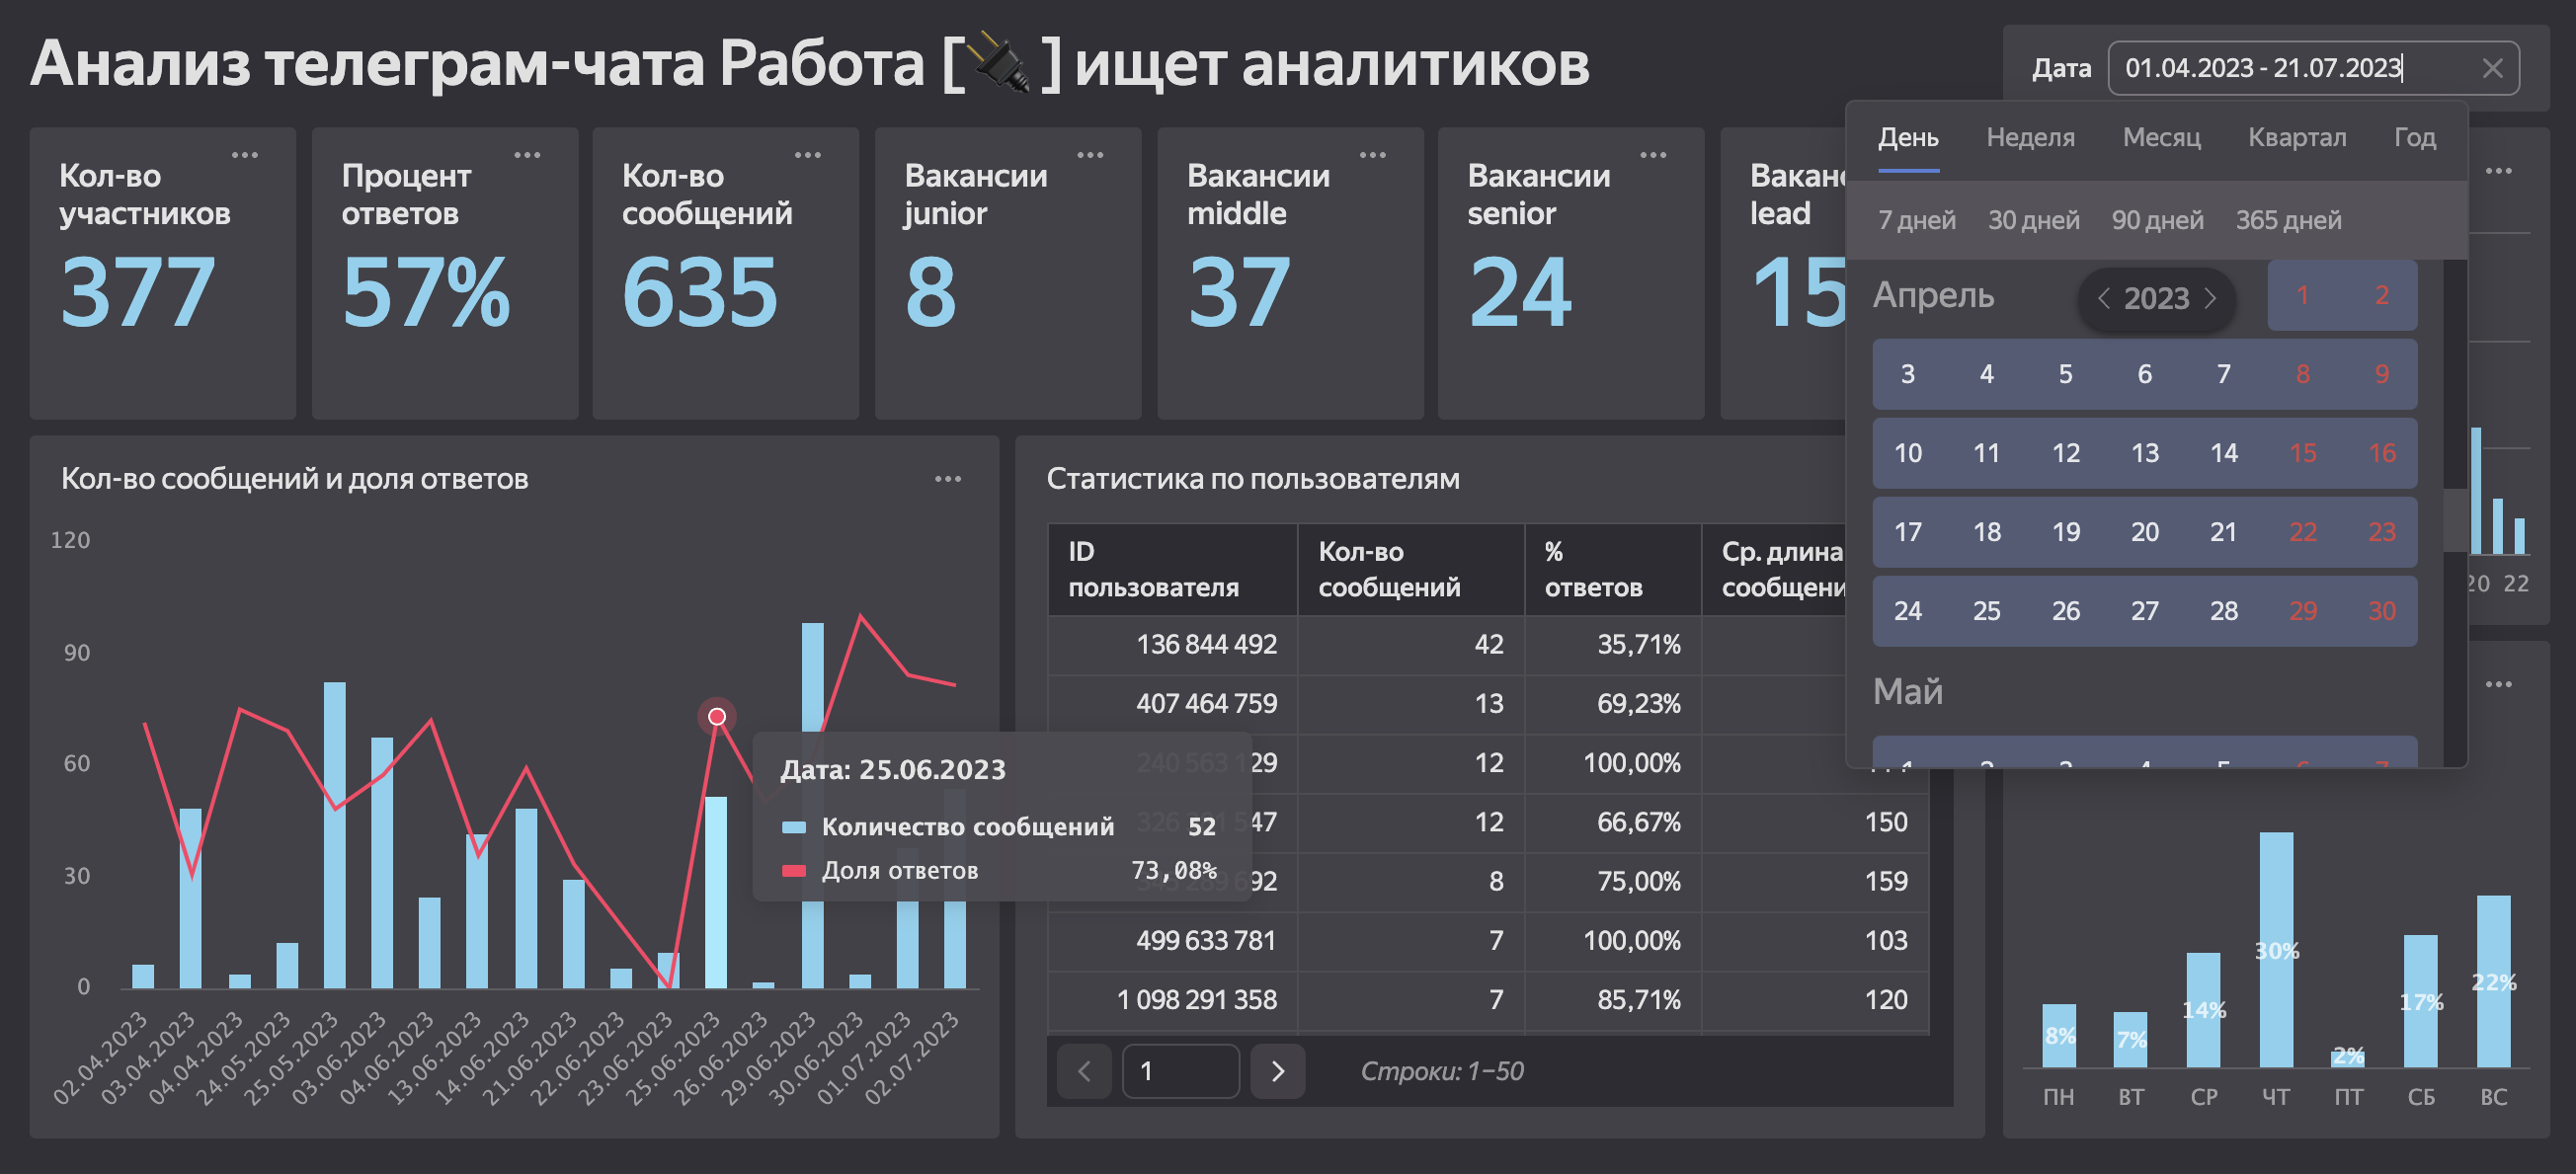 Анализ телеграм-чата Работа [🔌] ищет аналитиков
Дата 01.04.2023 - 21.07.2023
Кол-во
участников
377
Процент
ответов
57%
Кол-во
сообщений
635
Вакансии
junior
8
Вакансии
middle
37
Вакансии
senior
24
Вакан
lead
15
День Неделя Месяц Квартал Год
7 дней 30 дней 90 дней 365 дней
Апрель 2023 1 2
3 4 5 6 7 8 9
10 11 12 13 14 15 16
17 18 19 20 21 22 23
24 25 26 27 28 29 30
Май
1 2 3 4 5 6 7
20 22
Кол-во сообщений и доля ответов
120
90
60
30
0
02.04.2023
03.04.2023
04.04.2023
24.05.2023
25.05.2023
03.06.2023
04.06.2023
13.06.2023
14.06.2023
21.06.2023
22.06.2023
23.06.2023
25.06.2023
26.06.2023
29.06.2023
30.06.2023
01.07.2023
02.07.2023
Дата: 25.06.2023
Количество сообщений 52
Доля ответов 73,08%
Статистика по пользователям
ID
пользователя
Кол-во
сообщений
%
ответов
Ср. длина
сообщени
136 844 492 42 35,71%
407 464 759 13 69,23%
240 563 129 12 100,00%
47 12 66,67% 150
92 8 75,00% 159
499 633 781 7 100,00% 103
1 098 291 358 7 85,71% 120
1
Строки: 1–50
8% 7% 14% 30% 2% 17% 22%
ПН ВТ СР ЧТ ПТ СБ ВС